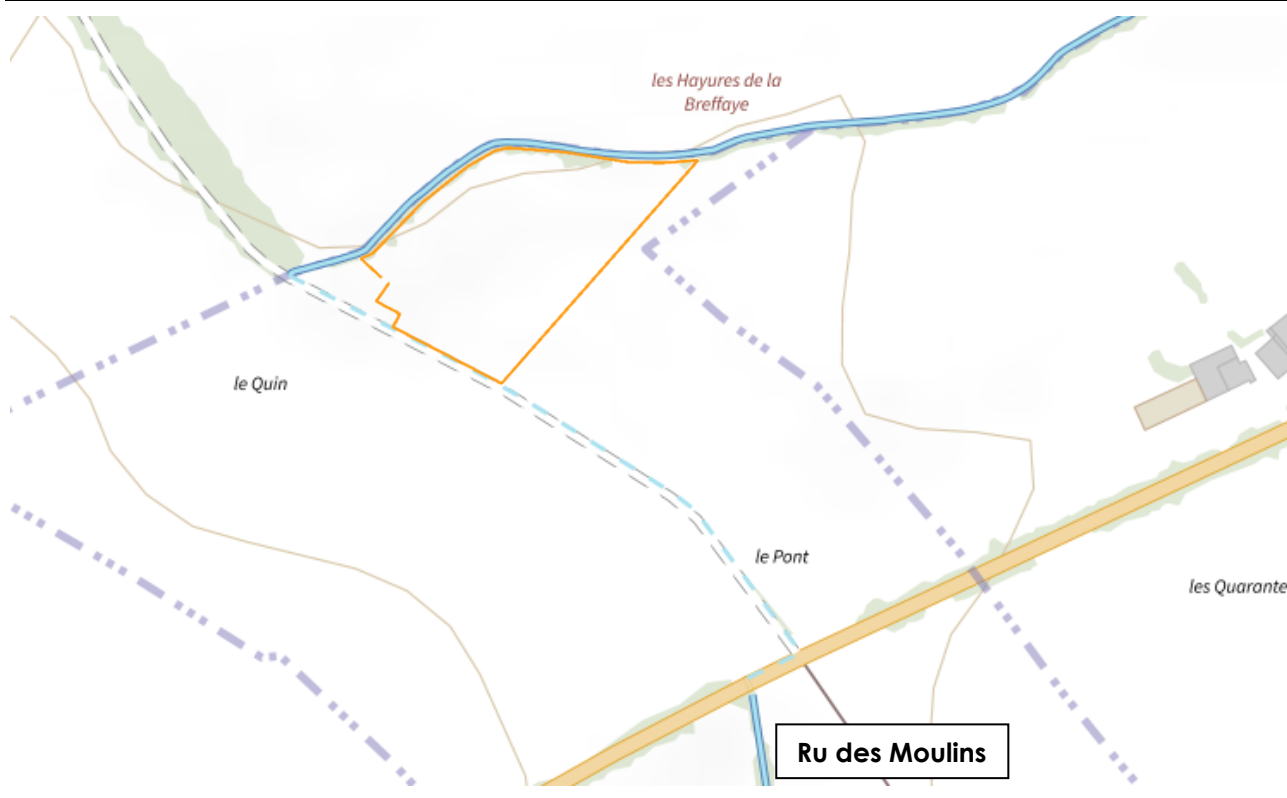 les Hayures de la
Breffaye
le Quin
le Pont
les Quarante
Ru des Moulins